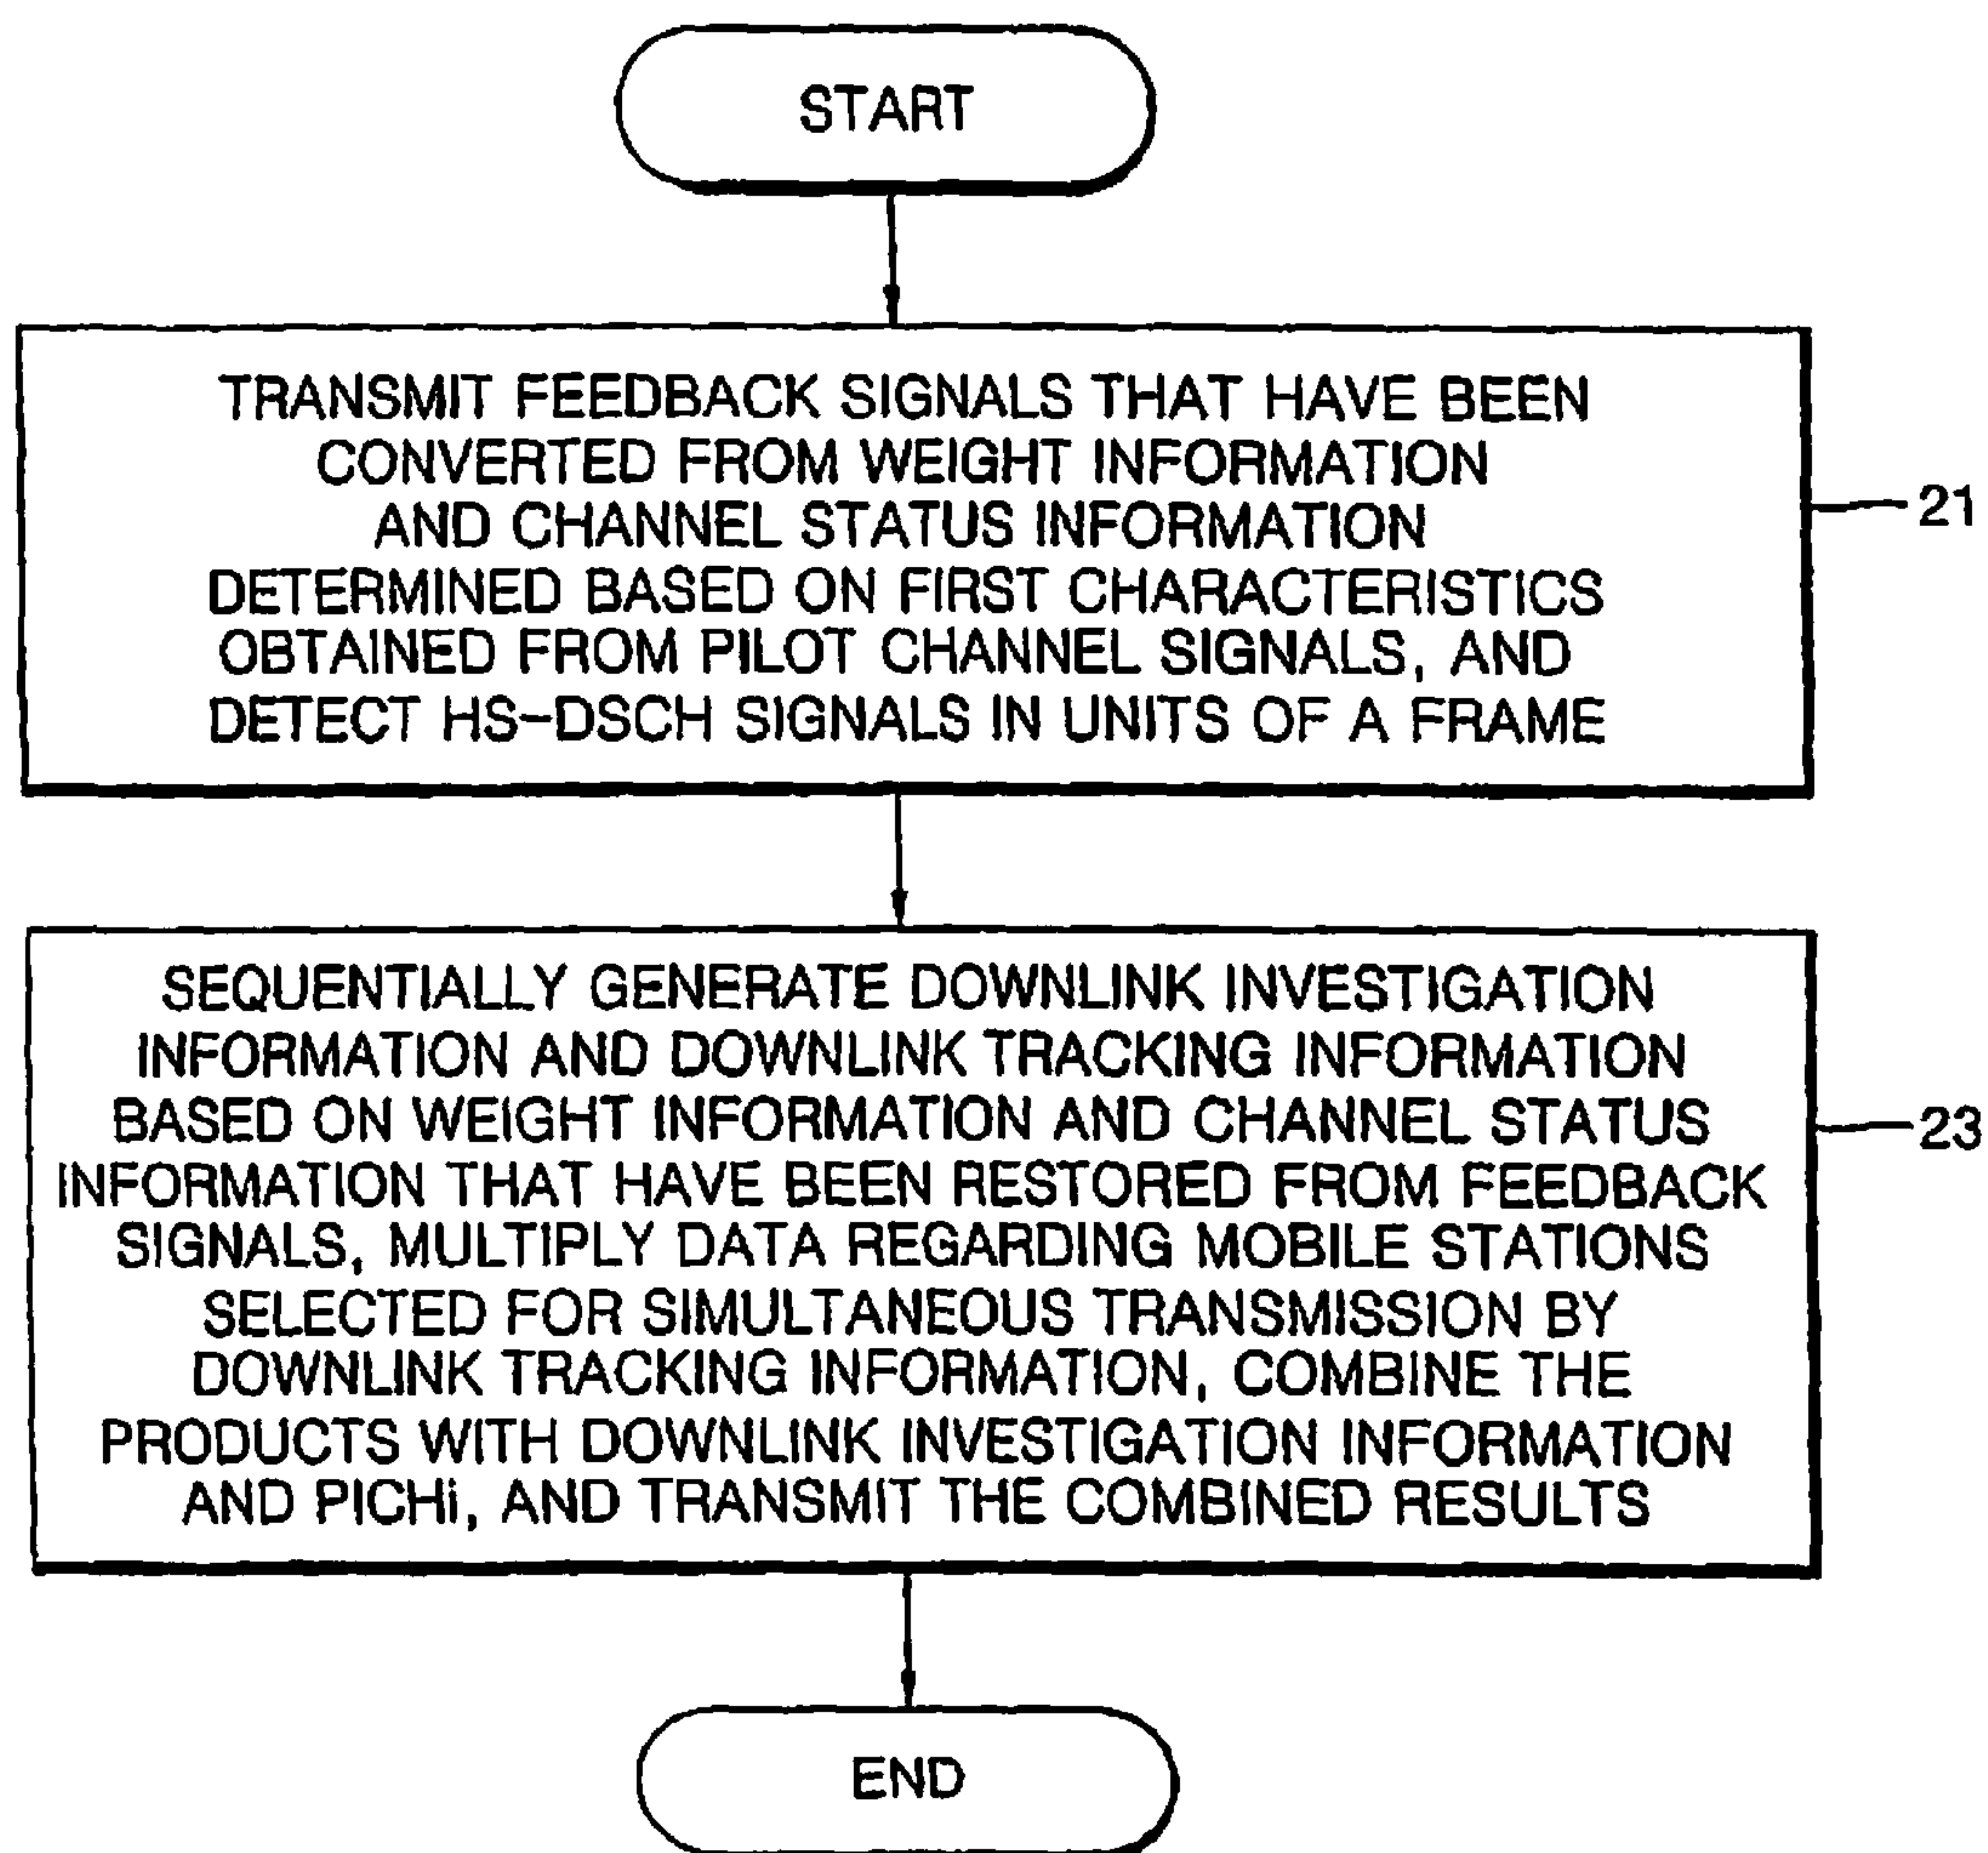 START
TRANSMIT FEEDBACK SIGNALS THAT HAVE BEEN
CONVERTED FROM WEIGHT INFORMATION
AND CHANNEL STATUS INFORMATION
DETERMINED BASED ON FIRST CHARACTERISTICS
OBTAINED FROM PILOT CHANNEL SIGNALS, AND
DETECT HS-DSCH SIGNALS IN UNITS OF A FRAME
21
SEQUENTIALLY GENERATE DOWNLINK INVESTIGATION
INFORMATION AND DOWNLINK TRACKING INFORMATION
BASED ON WEIGHT INFORMATION AND CHANNEL STATUS
INFORMATION THAT HAVE BEEN RESTORED FROM FEEDBACK
SIGNALS, MULTIPLY DATA REGARDING MOBILE STATIONS
SELECTED FOR SIMULTANEOUS TRANSMISSION BY
DOWNLINK TRACKING INFORMATION, COMBINE THE
PRODUCTS WITH DOWNLINK INVESTIGATION INFORMATION
AND PICHi, AND TRANSMIT THE COMBINED RESULTS
23
END